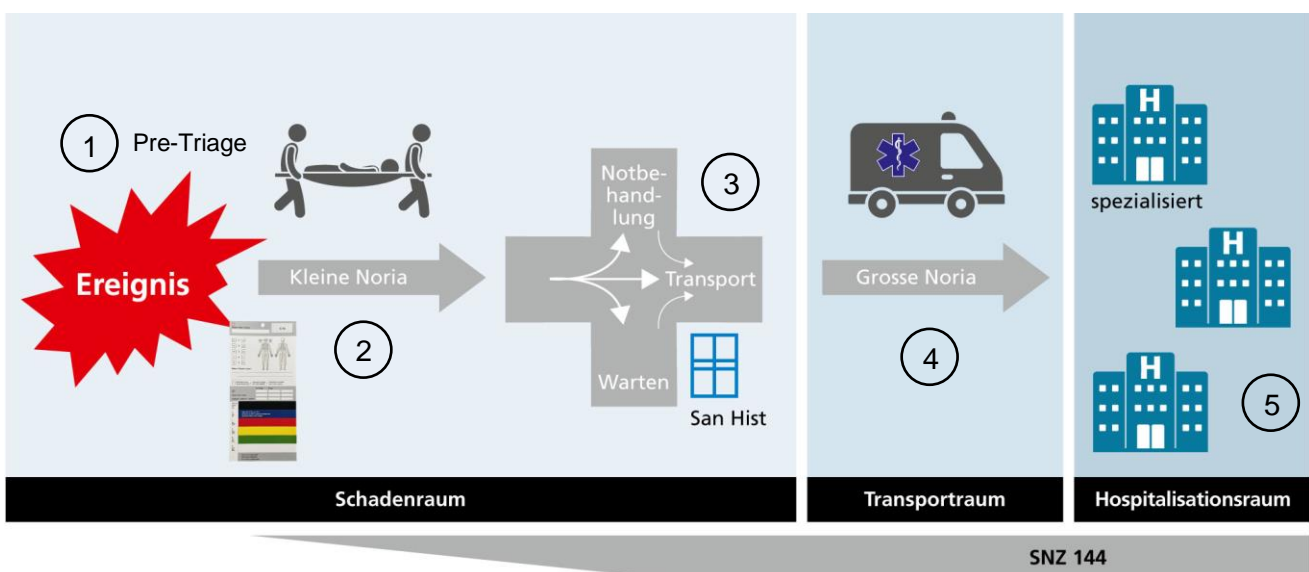 1
Pre-Triage
Ereignis
Kleine Noria
2
Notbe-
hand-
lung
3
Transport
Warten
San Hist
Grosse Noria
4
H
spezialisiert
H
H
5
Schadenraum
Transportraum
Hospitalisationsraum
SNZ 144